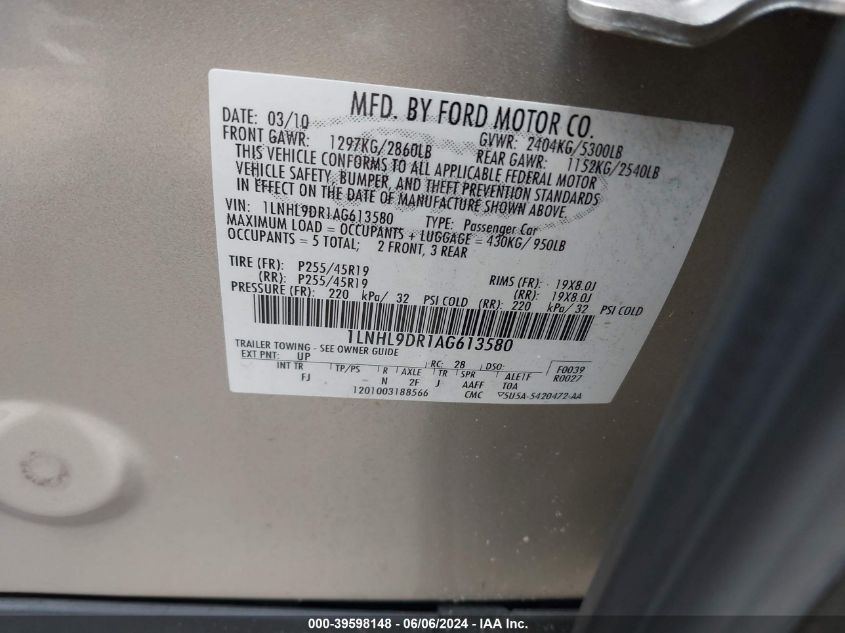 MFD. BY FORD MOTOR CO.
DATE: 03/10 GVWR: 2404KG/5300LB
FRONT GAWR: 1297KG/2860LB REAR GAWR: 1152KG/2540LB
THIS VEHICLE CONFORMS TO ALL APPLICABLE FEDERAL MOTOR
VEHICLE SAFETY, BUMPER, AND THEFT PREVENTION STANDARDS
IN EFFECT ON THE DATE OF MANUFACTURE SHOWN ABOVE.
VIN: 1LNHL9DR1AG613580 TYPE: Passenger Car
MAXIMUM LOAD = OCCUPANTS + LUGGAGE = 430KG/ 950LB
OCCUPANTS = 5 TOTAL; 2 FRONT, 3 REAR
TIRE (FR): P255/45R19 RIMS (FR): 19X8.0J
(RR): P255/45R19 (RR): 19X8.0J
PRESSURE (FR): 220 kPa/ 32 PSI COLD (RR): 220 kPa/ 32 PSI COLD
1LNHL9DR1AG613580
TRAILER TOWING - SEE OWNER GUIDE
EXT PNT: UP RC: 28 DSO: F0039
INT TR TP/PS R AXLE TR SPR R0027
FJ N 2F J AAFF TOA
1201003188566 CMC 5U5A-5420472-AA
000-39598148 - 06/06/2024 - IAA Inc.